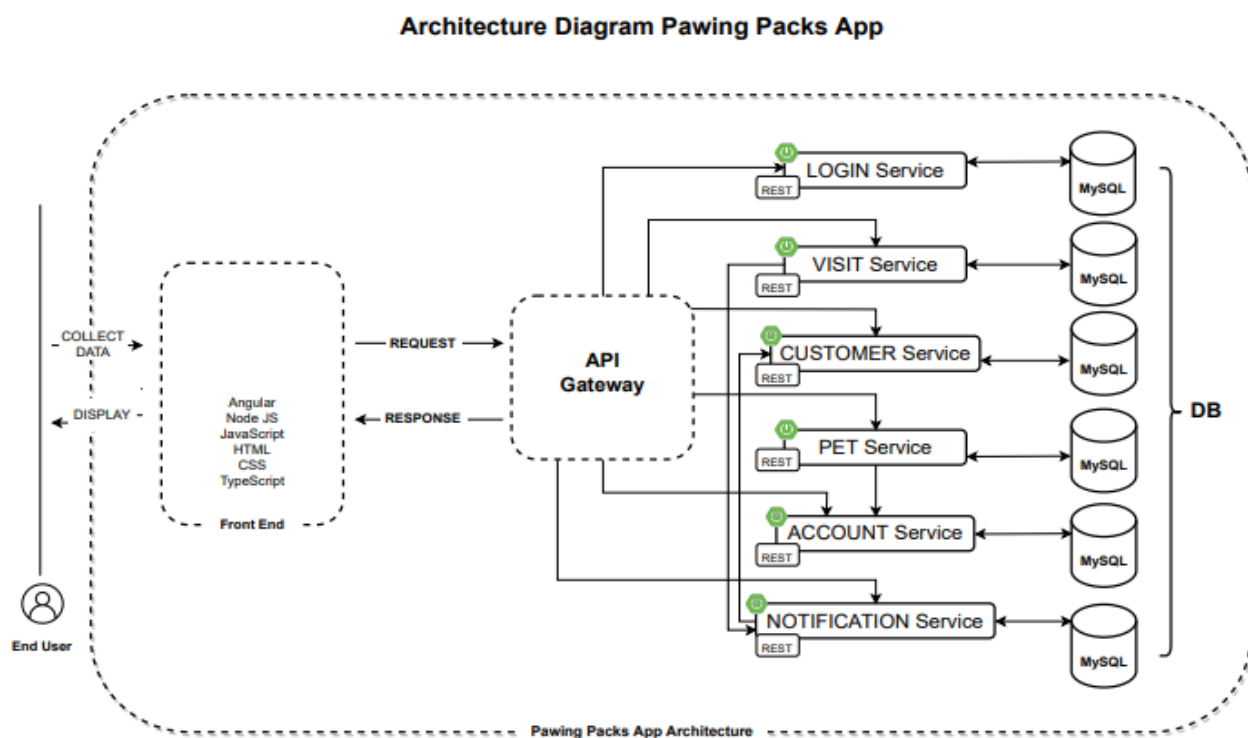 Architecture Diagram Pawing Packs App
COLLECT
DATA
DISPLAY
End User
Angular
Node JS
JavaScript
HTML
CSS
TypeScript
Front End
REQUEST
RESPONSE
API
Gateway
LOGIN Service
REST
MySQL
VISIT Service
REST
MySQL
CUSTOMER Service
REST
MySQL
PET Service
REST
MySQL
ACCOUNT Service
REST
MySQL
NOTIFICATION Service
REST
MySQL
DB
Pawing Packs App Architecture